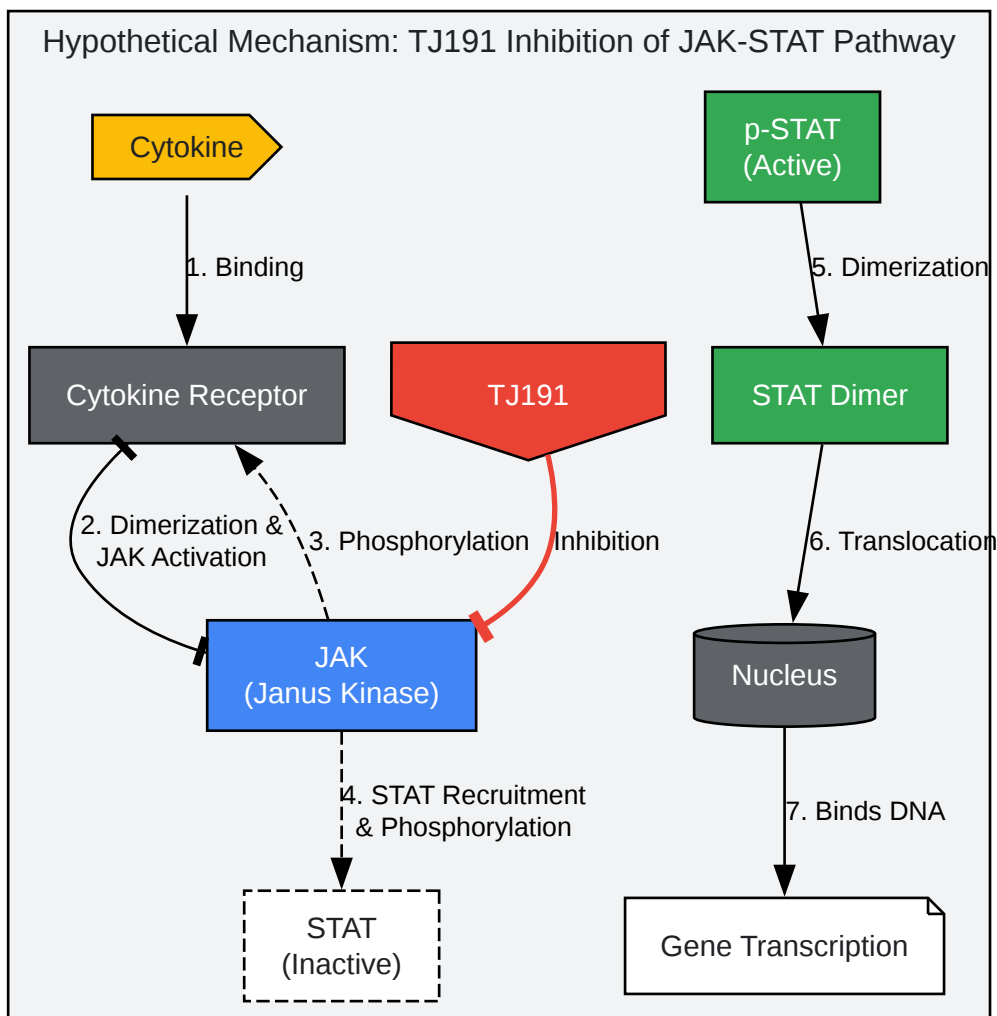 Hypothetical Mechanism: TJ191 Inhibition of JAK-STAT Pathway
Cytokine
1. Binding
Cytokine Receptor
2. Dimerization &
JAK Activation
3. Phosphorylation
TJ191
Inhibition
JAK
(Janus Kinase)
4. STAT Recruitment
& Phosphorylation
STAT
(Inactive)
p-STAT
(Active)
5. Dimerization
STAT Dimer
6. Translocation
Nucleus
7. Binds DNA
Gene Transcription